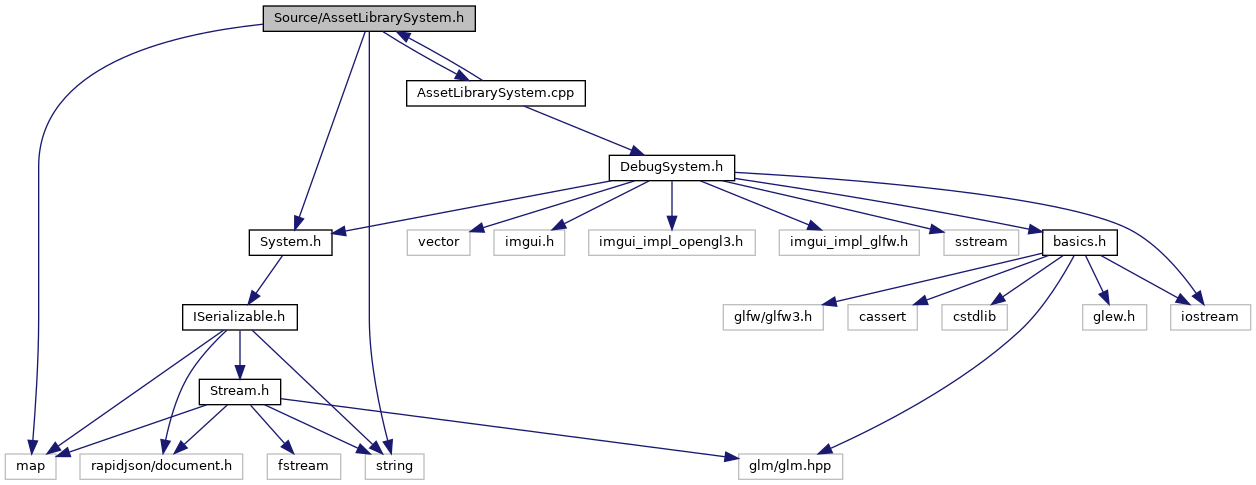 Source/AssetLibrarySystem.h
AssetLibrarySystem.cpp
DebugSystem.h
System.h
vector
imgui.h
imgui_impl_opengl3.h
imgui_impl_glfw.h
sstream
basics.h
ISerializable.h
glfw/glfw3.h
cassert
cstdlib
glew.h
iostream
Stream.h
map
rapidjson/document.h
fstream
string
glm/glm.hpp